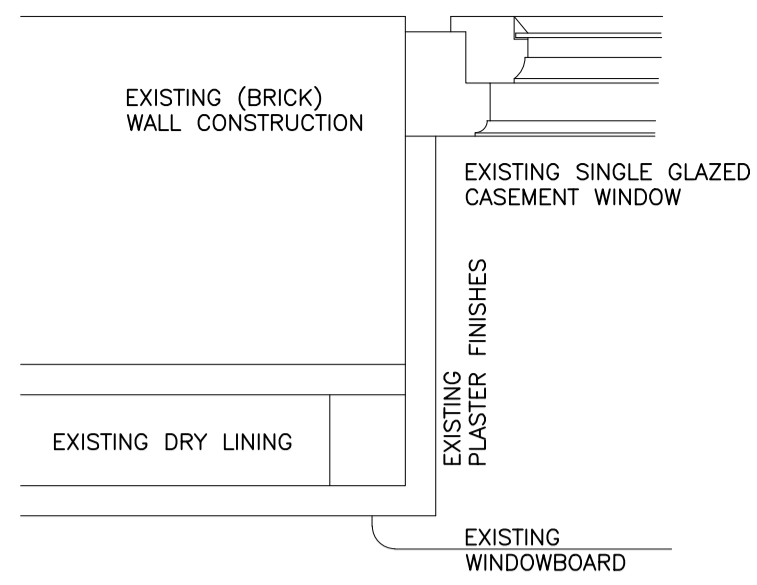 EXISTING (BRICK)
WALL CONSTRUCTION
EXISTING SINGLE GLAZED
CASEMENT WINDOW
EXISTING
PLASTER FINISHES
EXISTING DRY LINING
EXISTING
WINDOWBOARD